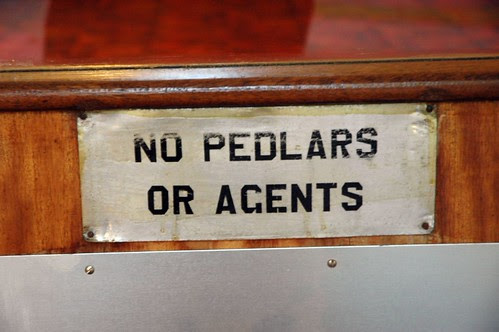 NO PEDLARS
OR AGENTS